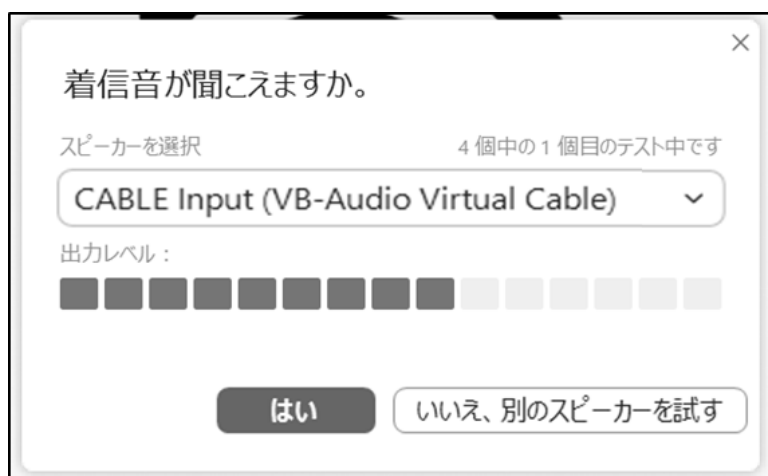 着信音が聞こえますか。
スピーカーを選択 4 個中の 1 個目のテスト中です
CABLE Input (VB-Audio Virtual Cable)
出力レベル：
はい いいえ、別のスピーカーを試す